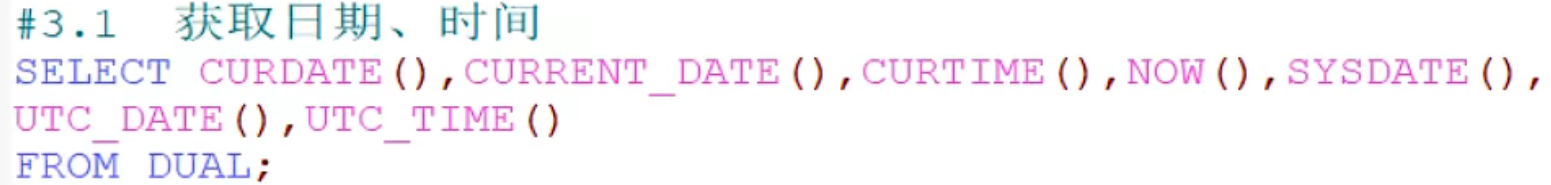 #3.1  获取日期、时间
SELECT CURDATE(),CURRENT_DATE(),CURTIME(),NOW(),SYSDATE(),
UTC_DATE(),UTC_TIME()
FROM DUAL;